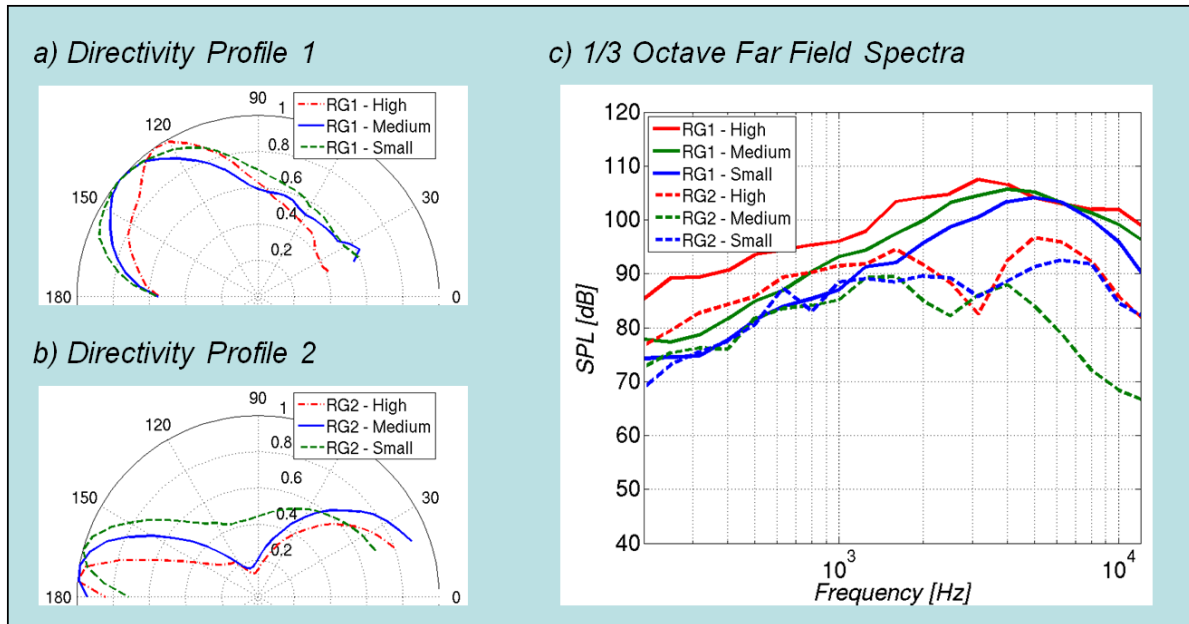 a) Directivity Profile 1
90
1
120
0.8
0.6
150
0.4
30
0.2
180
0
RG1 - High
RG1 - Medium
RG1 - Small
b) Directivity Profile 2
90
1
120
0.8
0.6
150
0.4
30
0.2
180
0
RG2 - High
RG2 - Medium
RG2 - Small
c) 1/3 Octave Far Field Spectra
120
110
100
90
80
70
60
50
40
SPL [dB]
RG1 - High
RG1 - Medium
RG1 - Small
RG2 - High
RG2 - Medium
RG2 - Small
10³
10⁴
Frequency [Hz]